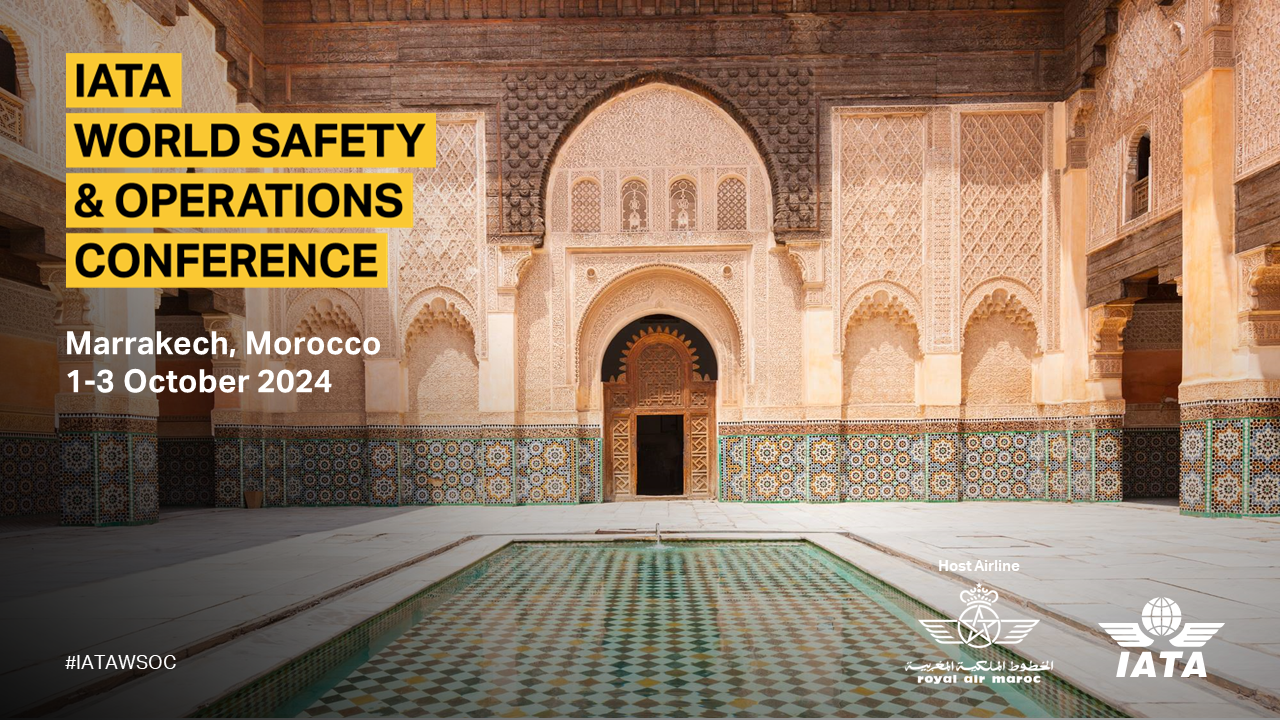 IATA
WORLD SAFETY
& OPERATIONS
CONFERENCE
Marrakech, Morocco
1-3 October 2024
Host Airline
الخطوط الملكية المغربية
royal air maroc
IATA
#IATAWSOC